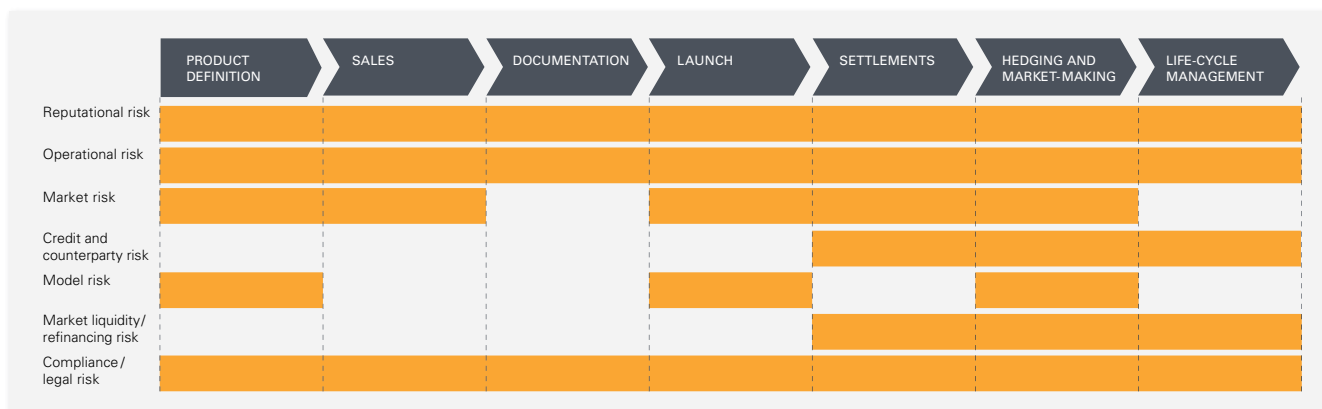 PRODUCT
DEFINITION
SALES
DOCUMENTATION
LAUNCH
SETTLEMENTS
HEDGING AND
MARKET-MAKING
LIFE-CYCLE
MANAGEMENT
Reputational risk
Operational risk
Market risk
Credit and
counterparty risk
Model risk
Market liquidity/
refinancing risk
Compliance/
legal risk